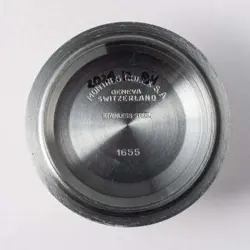 MONTRES ROLEX S.A.
GENEVA
SWITZERLAND
STAINLESS STEEL
1655